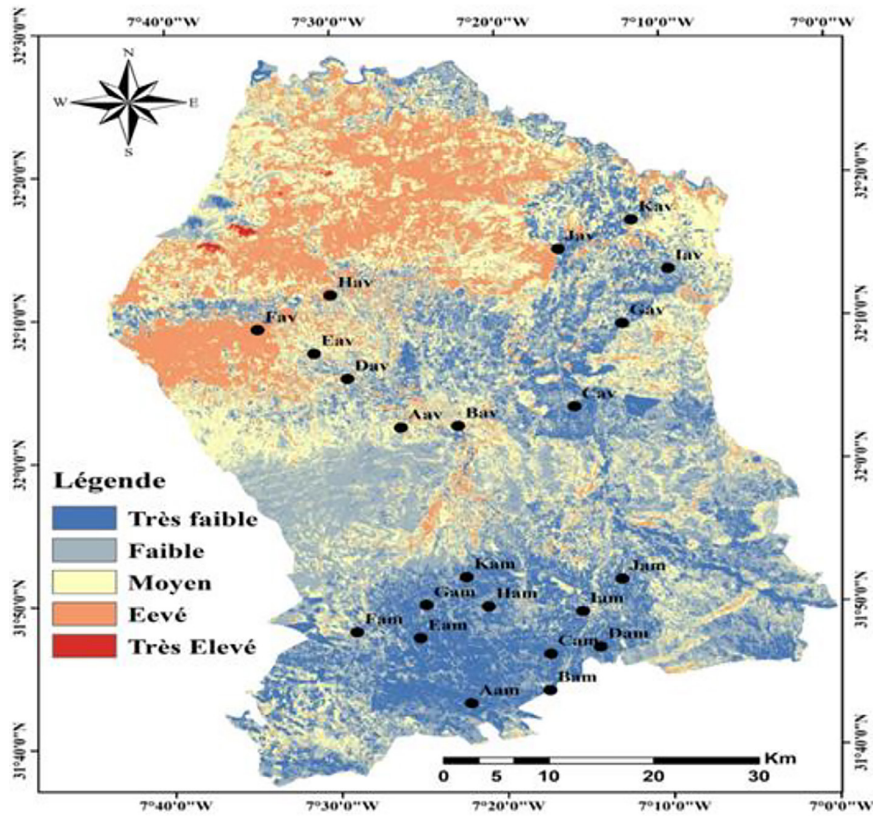 7°40'0"W 7°30'0"W 7°20'0"W 7°10'0"W 7°0'0"W
32°30'0"N 32°30'0"N
N
W E
S
32°20'0"N 32°20'0"N
Kav
Jav
Iav
Hav
Gav
Fav
32°10'0"N 32°10'0"N
Eav
Dav
Cav
Aav Bav
32°0'0"N 32°0'0"N
Légende
Très faible
Faible
Moyen
Eevé
Très Elevé
Kam Jam
Gam Ham Iam
31°50'0"N 31°50'0"N
Fam Eam Dam
Cam
Bam
Aam
31°40'0"N 31°40'0"N
Km
0 5 10 20 30
7°40'0"W 7°30'0"W 7°20'0"W 7°10'0"W 7°0'0"W